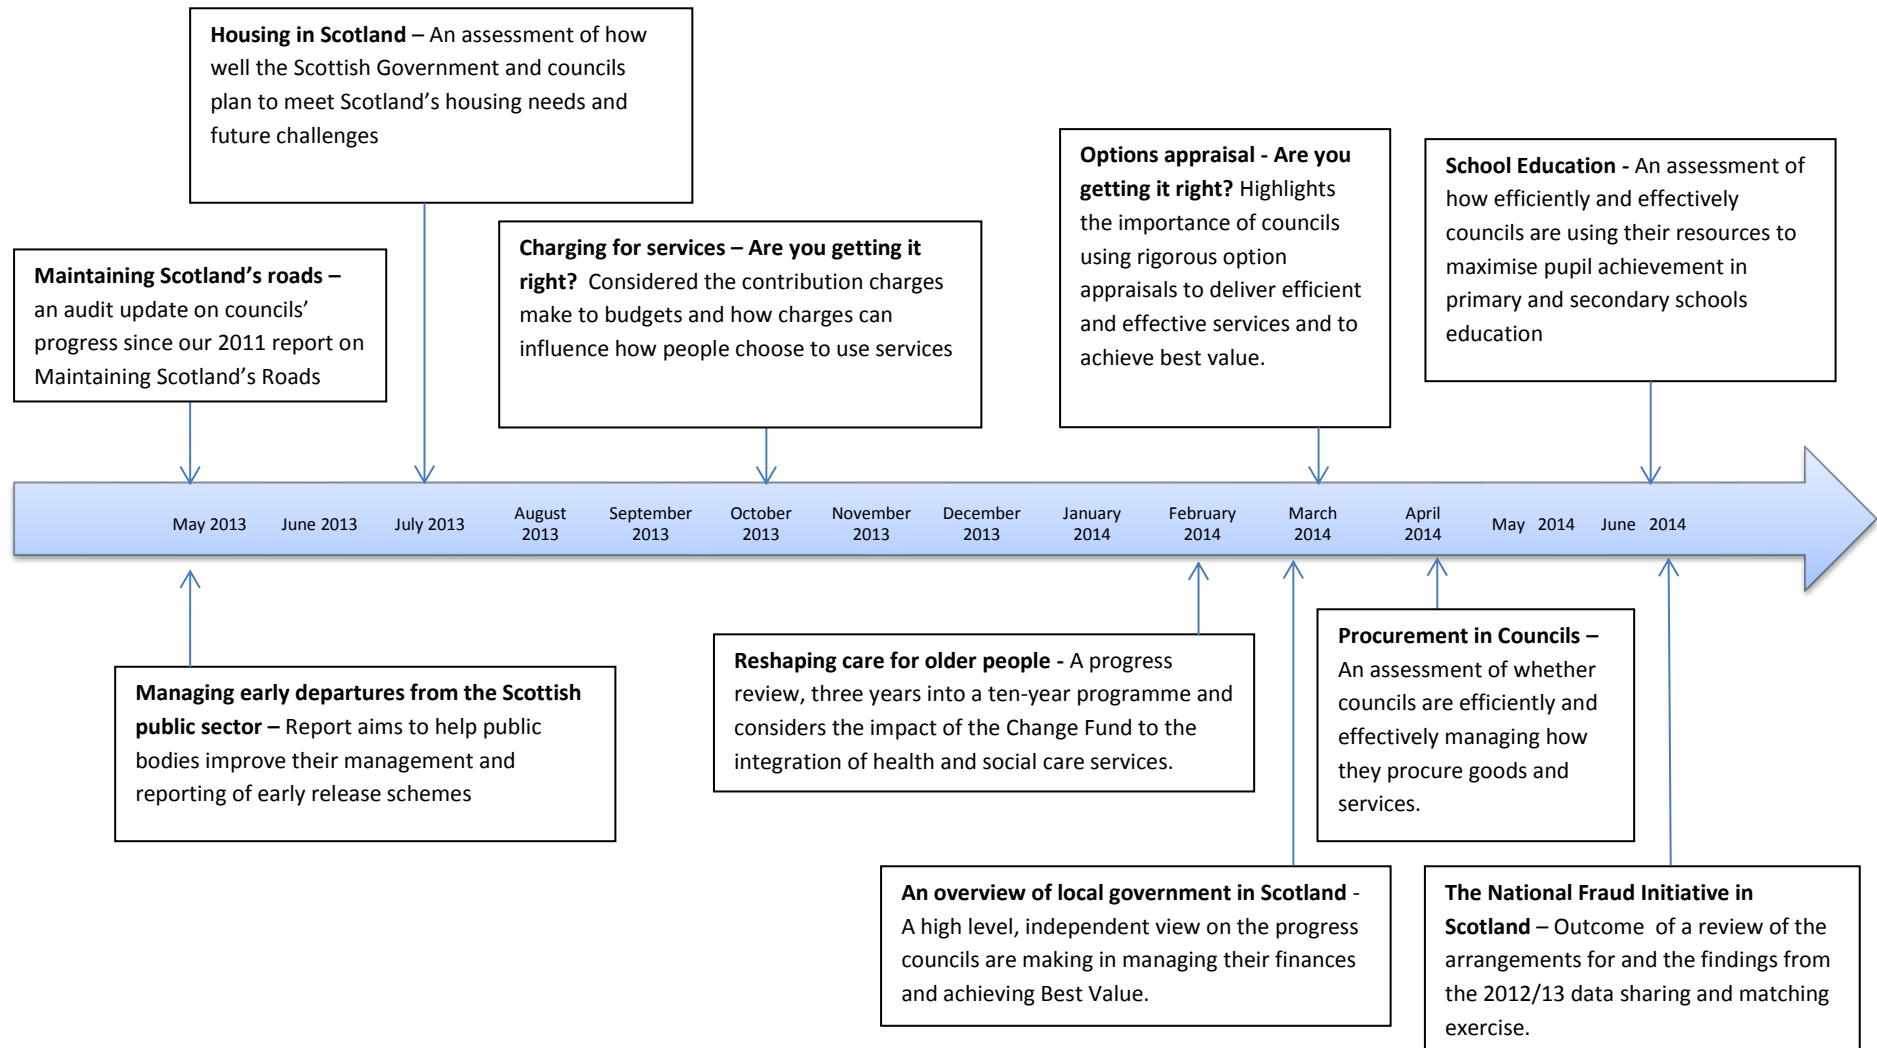 Housing in Scotland – An assessment of how
well the Scottish Government and councils
plan to meet Scotland's housing needs and
future challenges
Maintaining Scotland's roads –
an audit update on councils'
progress since our 2011 report on
Maintaining Scotland's Roads
Charging for services – Are you getting it
right?  Considered the contribution charges
make to budgets and how charges can
influence how people choose to use services
Options appraisal - Are you
getting it right? Highlights
the importance of councils
using rigorous option
appraisals to deliver efficient
and effective services and to
achieve best value.
School Education - An assessment of
how efficiently and effectively
councils are using their resources to
maximise pupil achievement in
primary and secondary schools
education
May 2013
June 2013
July 2013
August
2013
September
2013
October
2013
November
2013
December
2013
January
2014
February
2014
March
2014
April
2014
May   2014
June   2014
Managing early departures from the Scottish
public sector – Report aims to help public
bodies improve their management and
reporting of early release schemes
Reshaping care for older people - A progress
review, three years into a ten-year programme and
considers the impact of the Change Fund to the
integration of health and social care services.
Procurement in Councils –
An assessment of whether
councils are efficiently and
effectively managing how
they procure goods and
services.
An overview of local government in Scotland -
A high level, independent view on the progress
councils are making in managing their finances
and achieving Best Value.
The National Fraud Initiative in
Scotland – Outcome  of a review of the
arrangements for and the findings from
the 2012/13 data sharing and matching
exercise.